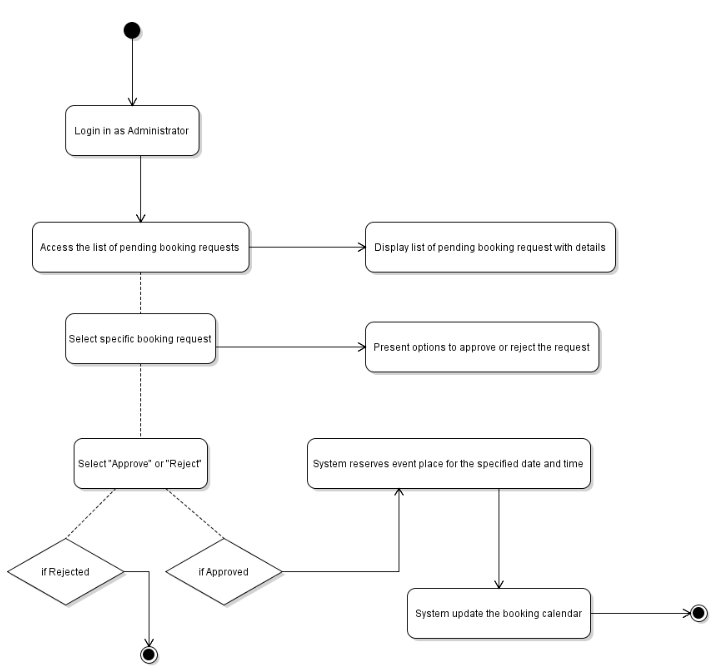 Login in as Administrator
Access the list of pending booking requests
Display list of pending booking request with details
Select specific booking request
Present options to approve or reject the request
Select "Approve" or "Reject"
System reserves event place for the specified date and time
if Rejected
if Approved
System update the booking calendar